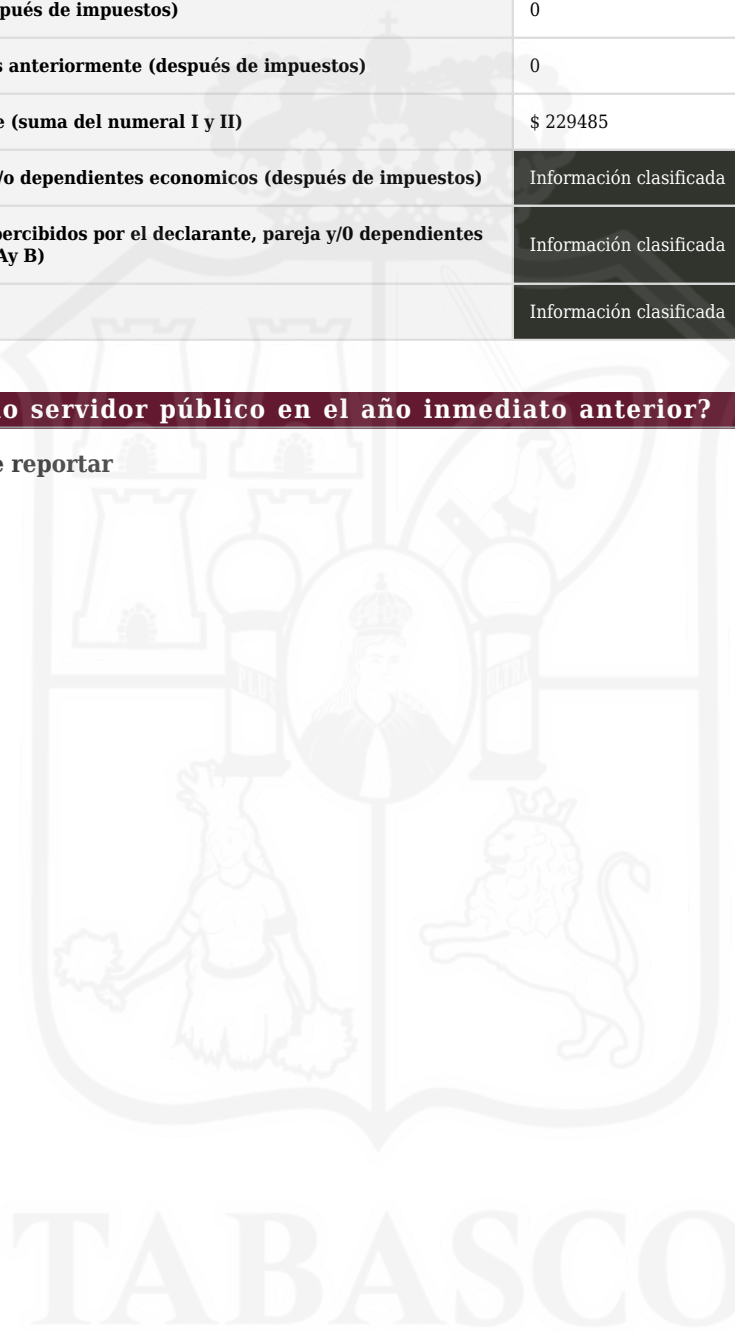 pués de impuestos)
0
s anteriormente (después de impuestos)
0
e (suma del numeral I y II)
$ 229485
/o dependientes economicos (después de impuestos)
Información clasificada
percibidos por el declarante, pareja y/0 dependientes
Ay B)
Información clasificada
Información clasificada
o servidor público en el año inmediato anterior?
e reportar
PLUS
ULTRA
TABASCO